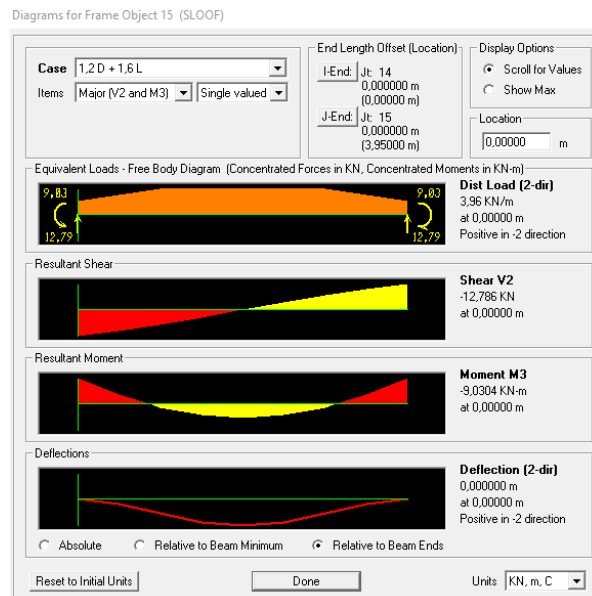 Diagrams for Frame Object 15 (SLOOF)
Case 1,2 D + 1,6 L
Items Major (V2 and M3) Single valued
End Length Offset (Location)
I-End: Jt: 14
0,000000 m
(0,00000 m)
J-End: Jt: 15
0,000000 m
(3,95000 m)
Display Options
Scroll for Values
Show Max
Location
0,00000 m
Equivalent Loads - Free Body Diagram (Concentrated Forces in KN, Concentrated Moments in KN-m)
9,03 9,03
12,79 12,79
Dist Load (2-dir)
3,96 KN/m
at 0,00000 m
Positive in -2 direction
Resultant Shear
Shear V2
-12,786 KN
at 0,00000 m
Resultant Moment
Moment M3
-9,0304 KN-m
at 0,00000 m
Deflections
Deflection (2-dir)
0,000000 m
at 0,00000 m
Positive in -2 direction
Absolute Relative to Beam Minimum Relative to Beam Ends
Reset to Initial Units Done Units KN, m, C